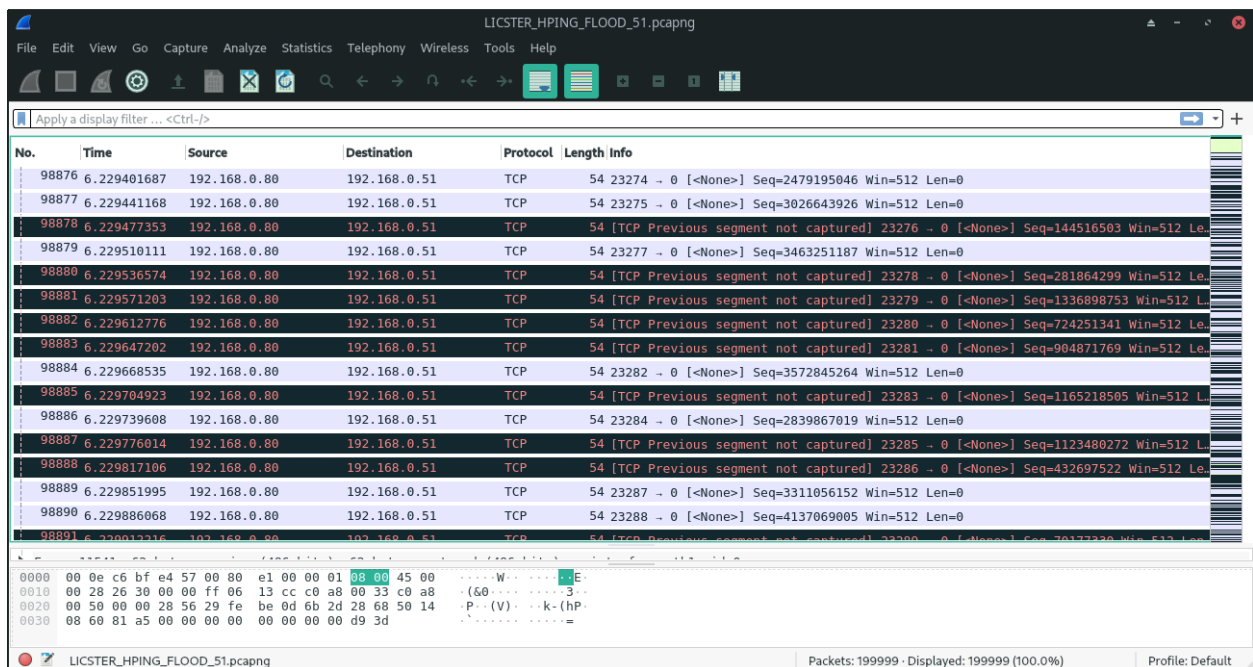 LICSTER_HPING_FLOOD_51.pcapng
File Edit View Go Capture Analyze Statistics Telephony Wireless Tools Help
Apply a display filter … <Ctrl-/>
No. Time Source Destination Protocol Length Info
98876 6.229401687 192.168.0.80 192.168.0.51 TCP 54 23274 → 0 [<None>] Seq=2479195046 Win=512 Len=0
98877 6.229441168 192.168.0.80 192.168.0.51 TCP 54 23275 → 0 [<None>] Seq=3026643926 Win=512 Len=0
98878 6.229477353 192.168.0.80 192.168.0.51 TCP 54 [TCP Previous segment not captured] 23276 → 0 [<None>] Seq=144516503 Win=512 Le…
98879 6.229510111 192.168.0.80 192.168.0.51 TCP 54 23277 → 0 [<None>] Seq=3463251187 Win=512 Len=0
98880 6.229536574 192.168.0.80 192.168.0.51 TCP 54 [TCP Previous segment not captured] 23278 → 0 [<None>] Seq=281864299 Win=512 Le…
98881 6.229571203 192.168.0.80 192.168.0.51 TCP 54 [TCP Previous segment not captured] 23279 → 0 [<None>] Seq=1336898753 Win=512 L…
98882 6.229612776 192.168.0.80 192.168.0.51 TCP 54 [TCP Previous segment not captured] 23280 → 0 [<None>] Seq=724251341 Win=512 Le…
98883 6.229647202 192.168.0.80 192.168.0.51 TCP 54 [TCP Previous segment not captured] 23281 → 0 [<None>] Seq=904871769 Win=512 Le…
98884 6.229668535 192.168.0.80 192.168.0.51 TCP 54 23282 → 0 [<None>] Seq=3572845264 Win=512 Len=0
98885 6.229704923 192.168.0.80 192.168.0.51 TCP 54 [TCP Previous segment not captured] 23283 → 0 [<None>] Seq=1165218505 Win=512 L…
98886 6.229739608 192.168.0.80 192.168.0.51 TCP 54 23284 → 0 [<None>] Seq=2839867019 Win=512 Len=0
98887 6.229776014 192.168.0.80 192.168.0.51 TCP 54 [TCP Previous segment not captured] 23285 → 0 [<None>] Seq=1123480272 Win=512 L…
98888 6.229817106 192.168.0.80 192.168.0.51 TCP 54 [TCP Previous segment not captured] 23286 → 0 [<None>] Seq=432697522 Win=512 Le…
98889 6.229851995 192.168.0.80 192.168.0.51 TCP 54 23287 → 0 [<None>] Seq=3311056152 Win=512 Len=0
98890 6.229886068 192.168.0.80 192.168.0.51 TCP 54 23288 → 0 [<None>] Seq=4137069005 Win=512 Len=0
98891 6.229912216 192.168.0.80 192.168.0.51 TCP 54 [TCP Previous segment not captured] 23289 → 0 [<None>]
0000 00 0e c6 bf e4 57 00 80 e1 00 00 01 08 00 45 00 ·····W·· ······E·
0010 00 28 26 30 00 00 ff 06 13 cc c0 a8 00 33 c0 a8 ·(&0···· ·····3··
0020 00 50 00 00 28 56 29 fe be 0d 6b 2d 28 68 50 14 ·P··(V)· ··k-(hP·
0030 08 60 81 a5 00 00 00 00 00 00 00 00 d9 3d ·`······ ·····=
LICSTER_HPING_FLOOD_51.pcapng Packets: 199999 · Displayed: 199999 (100.0%) Profile: Default